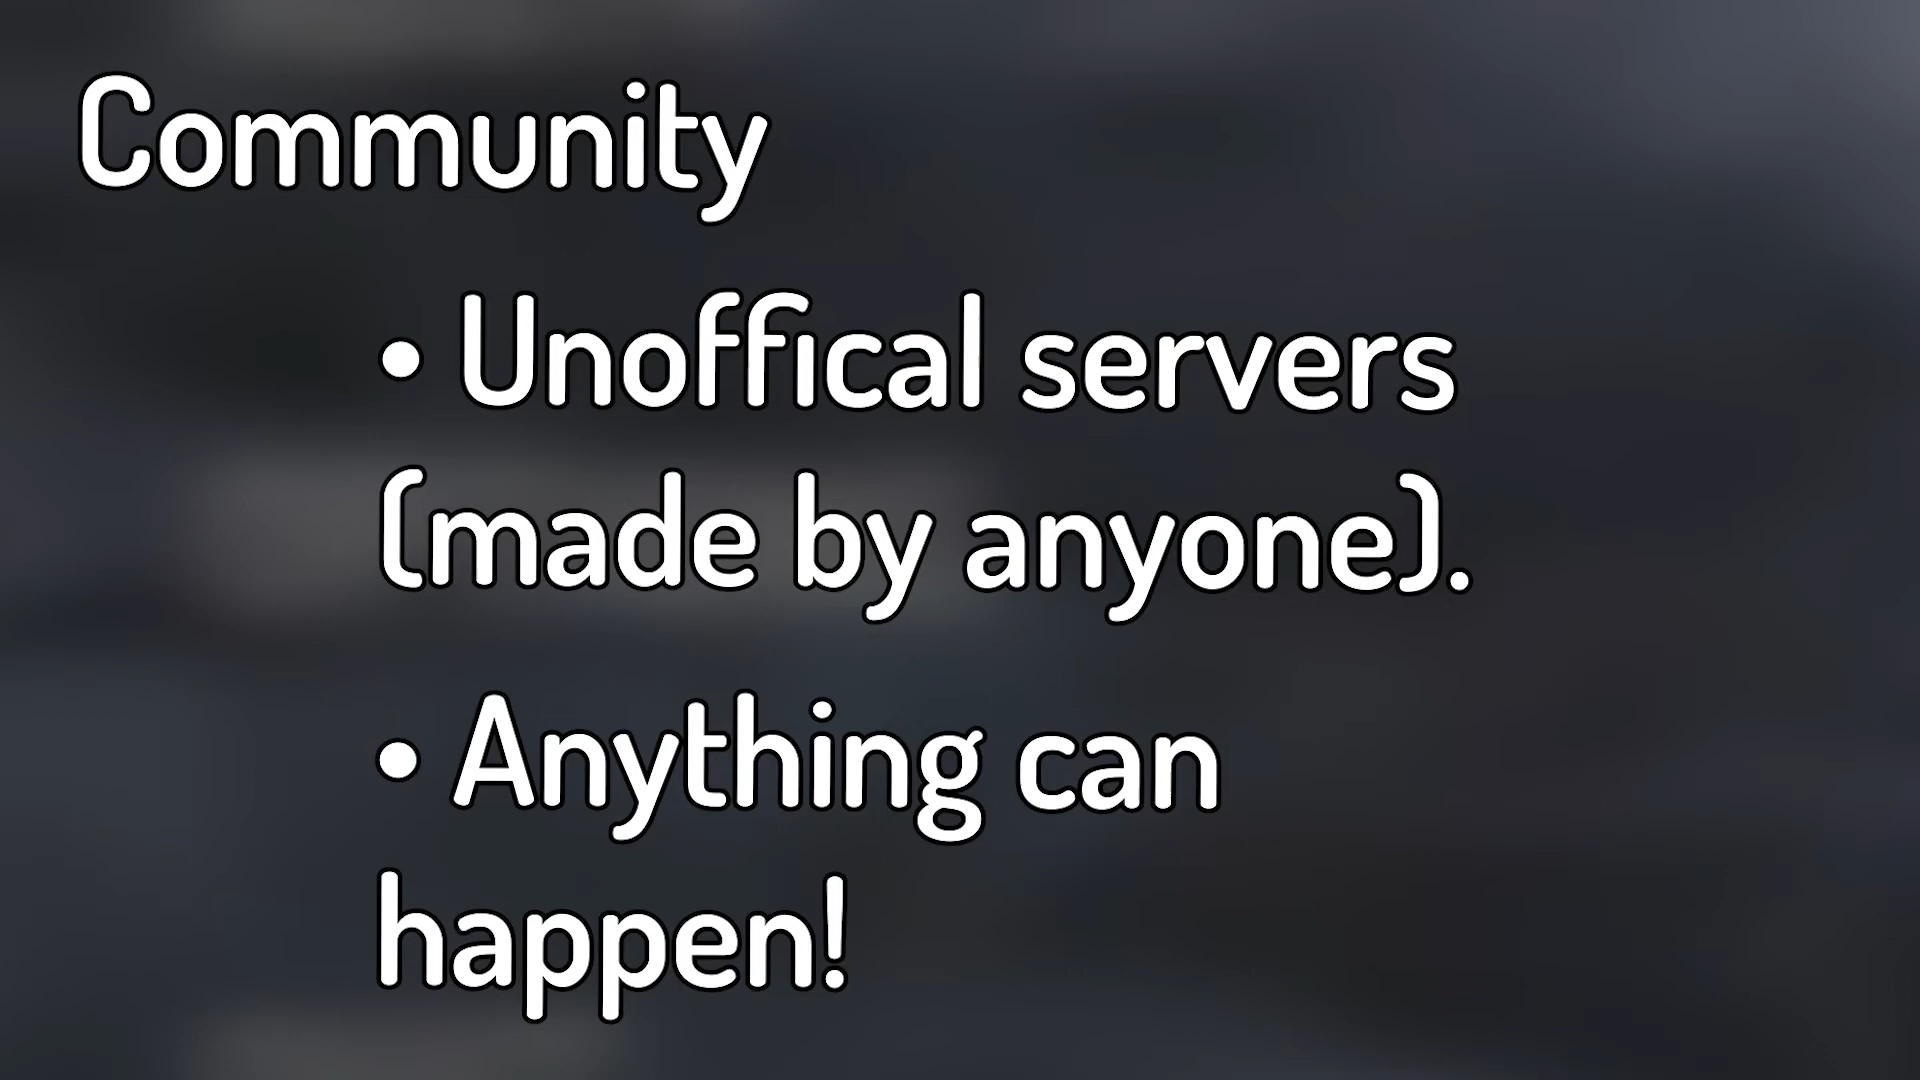 Community
• Unoffical servers
(made by anyone).
• Anything can
happen!